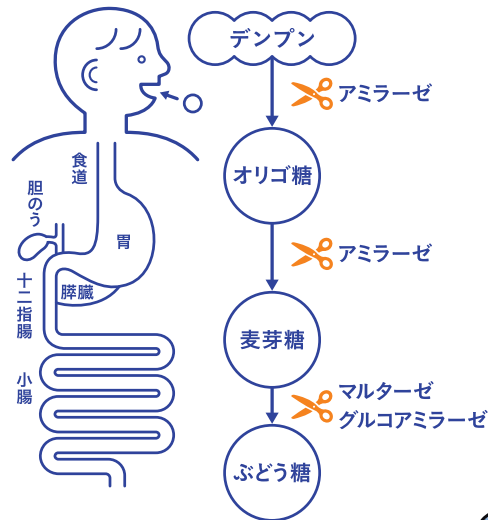 デンプン
アミラーゼ
オリゴ糖
アミラーゼ
麦芽糖
マルターゼ
グルコアミラーゼ
ぶどう糖
食道
胆のう
胃
膵臓
十二指腸
小腸